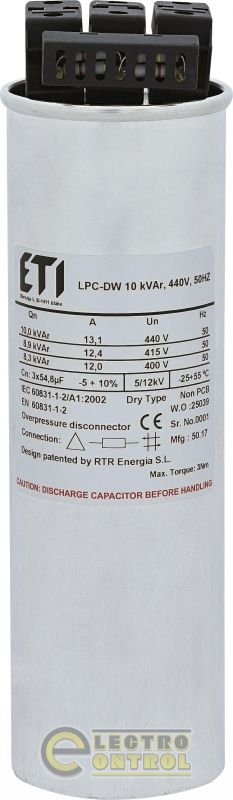 ETI
LPC-DW 10 kVAr, 440V, 50HZ
Qn A Un Hz
10,0 kVAr 13,1 440 V 50
8,9 kVAr 12,4 415 V 50
8,3 kVAr 12,0 400 V 50
Cn: 3x54,8µF -5 + 10% 5/12kV -25+55 °C
IEC 60831-1-2/A1:2002 Dry Type Non PCB
EN 60831-1-2 W.O :25039
Overpressure disconnector CE Sr. No.0001
Connection: Mfg : 50.17
Design patented by RTR Energia S.L. Max. Torque: 3Nm
CAUTION: DISCHARGE CAPACITOR BEFORE HANDLING
ELECTRO
CONTROL